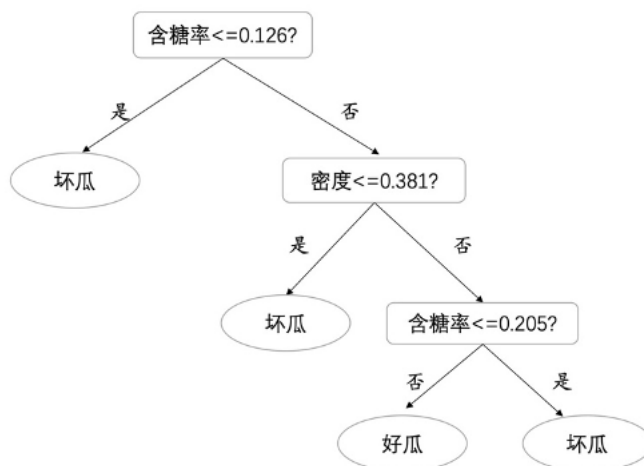 含糖率<=0.126?
是
否
坏瓜
密度<=0.381?
是
否
坏瓜
含糖率<=0.205?
否
是
好瓜
坏瓜